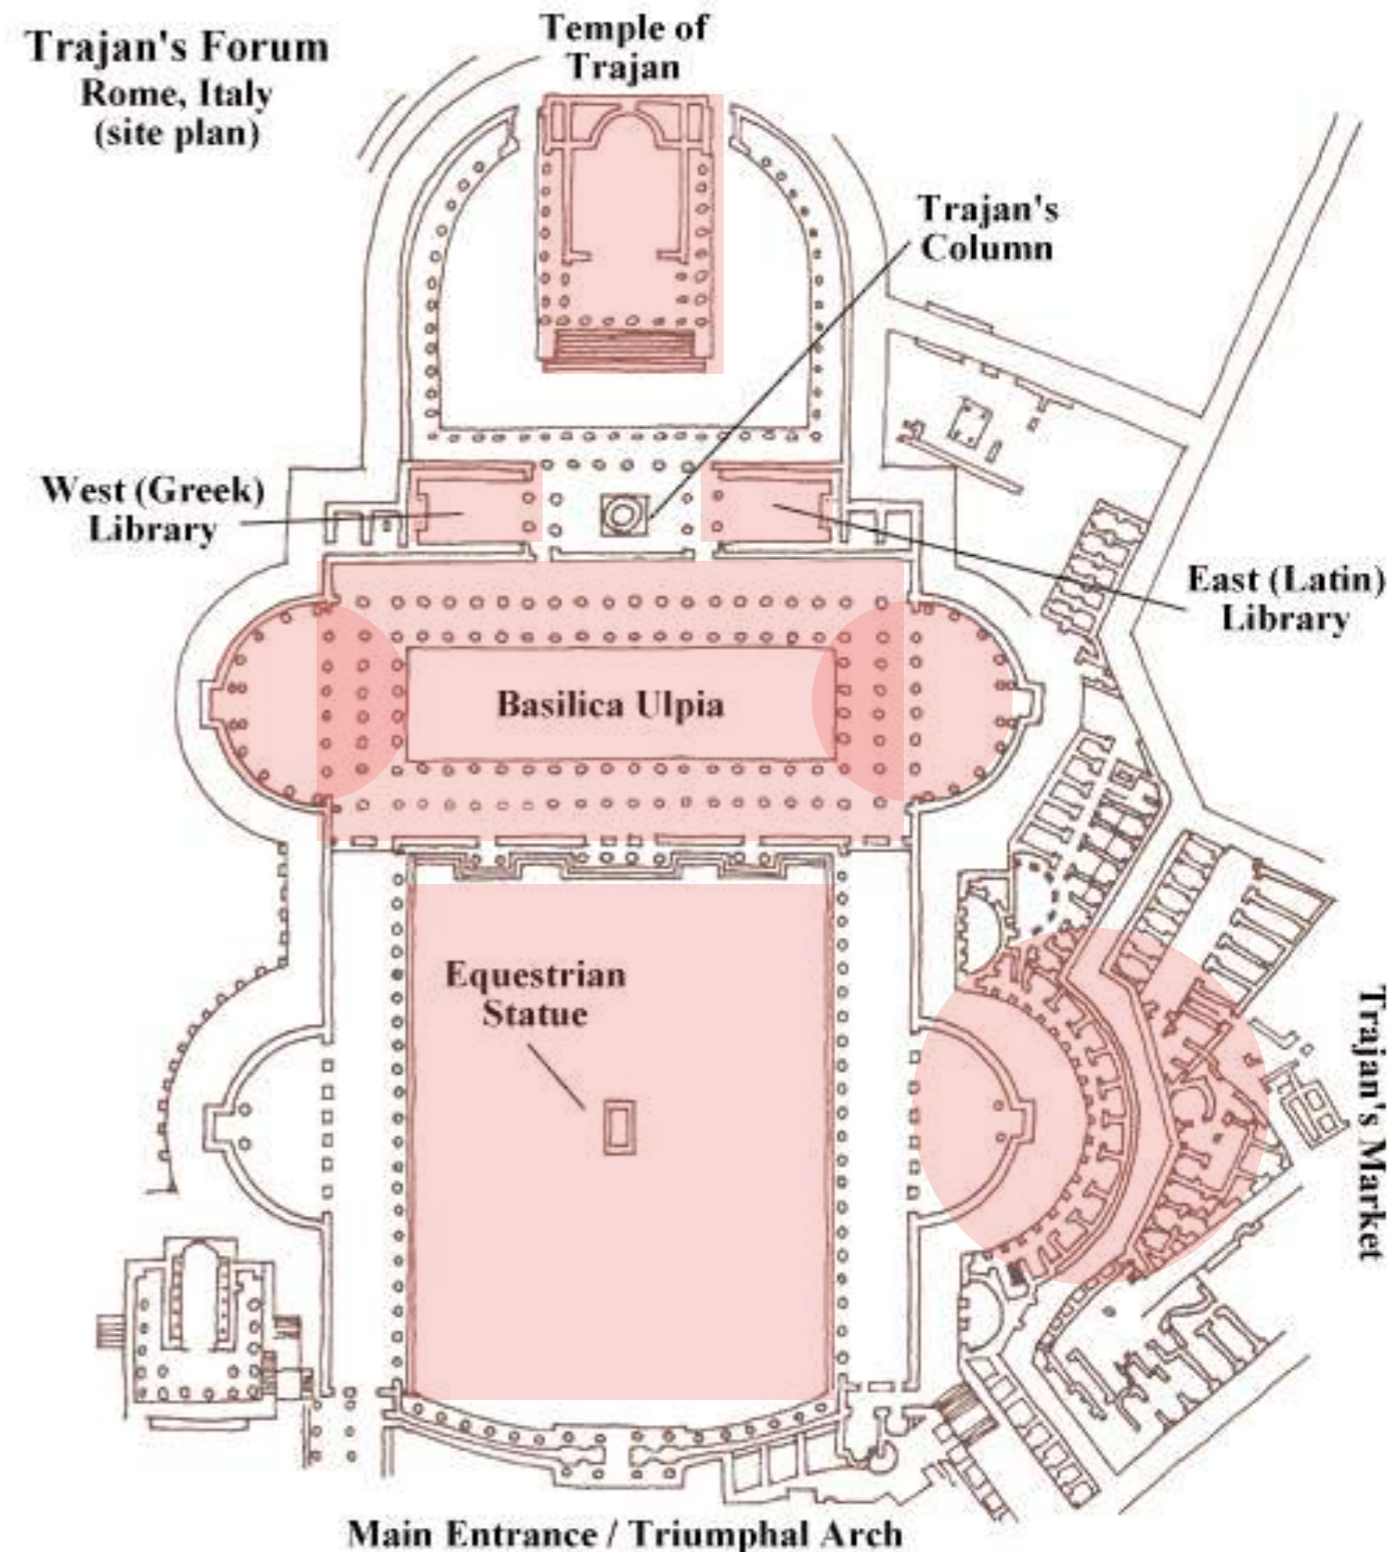 Trajan's Forum
Rome, Italy
(site plan)
Temple of
Trajan
Trajan's
Column
West (Greek)
Library
East (Latin)
Library
Basilica Ulpia
Equestrian
Statue
Trajan's Market
Main Entrance / Triumphal Arch